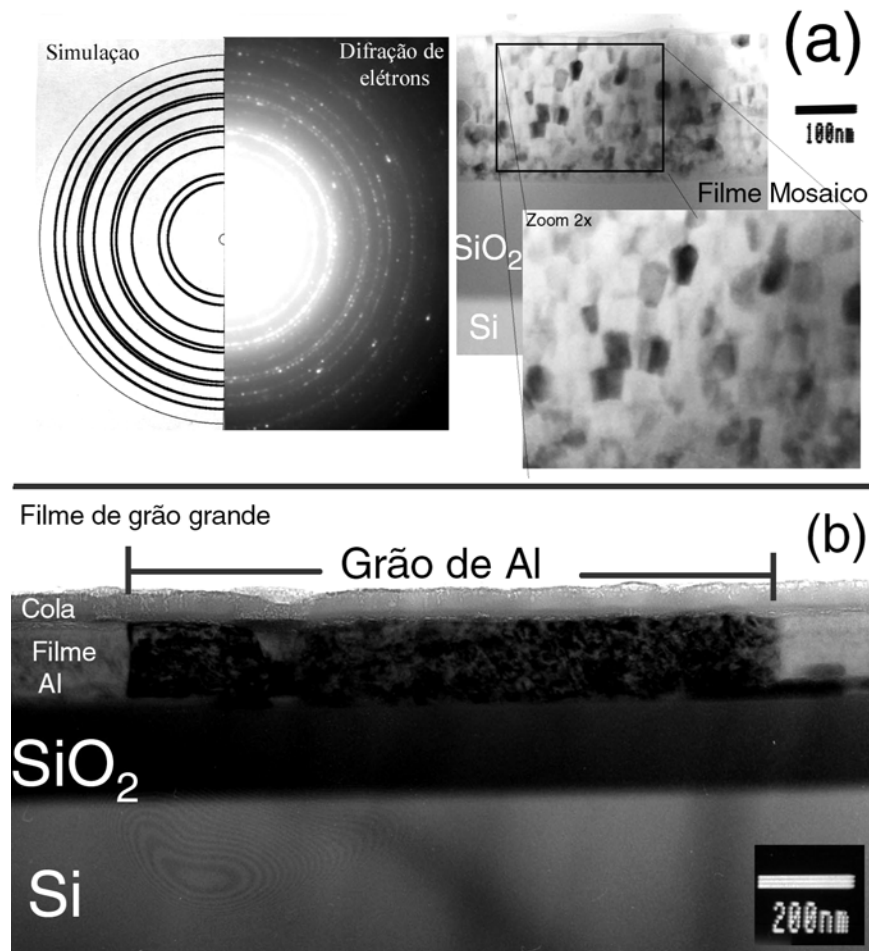 Simulaçao
Difração de
elétrons
(a)
100nm
Filme Mosaico
Zoom 2x
SiO₂
Si
Filme de grão grande
(b)
Grão de Al
Cola
Filme
Al
SiO₂
Si
200nm